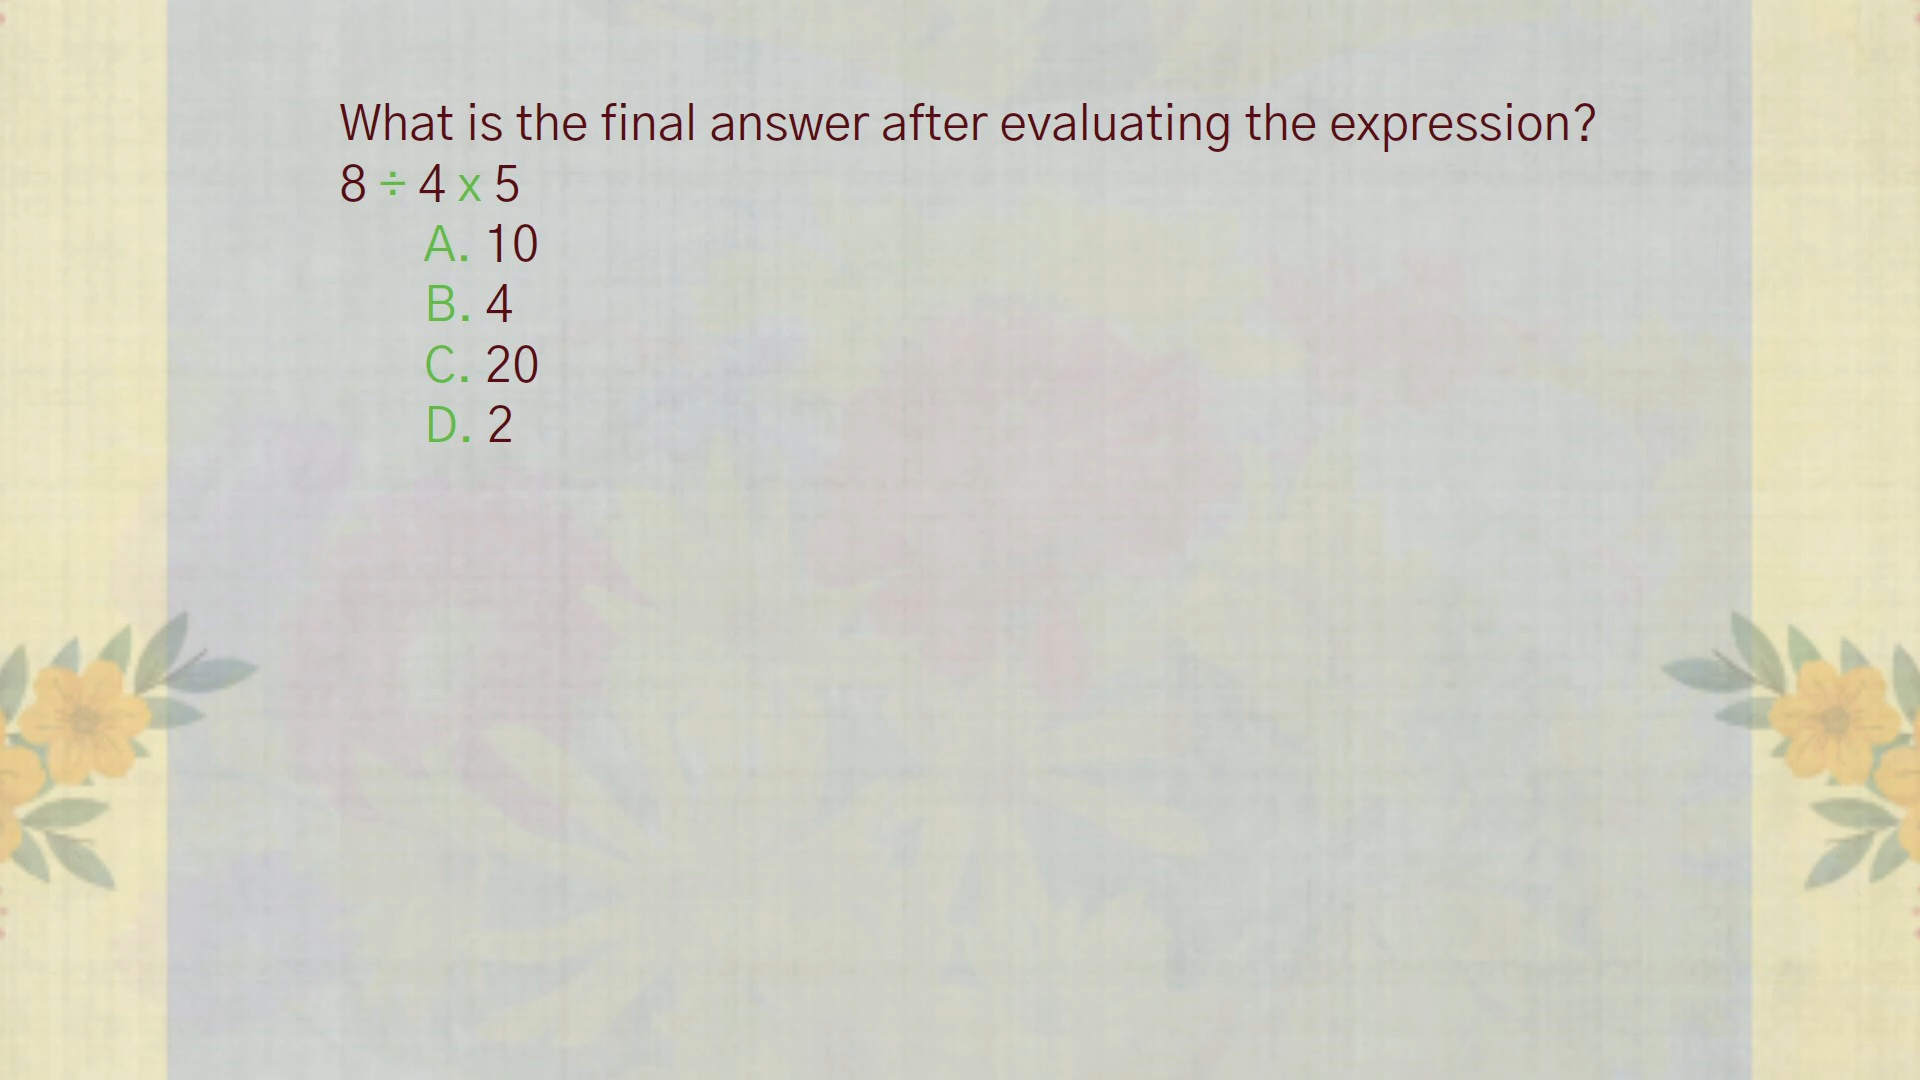 What is the final answer after evaluating the expression?
8 ÷ 4 x 5
A. 10
B. 4
C. 20
D. 2